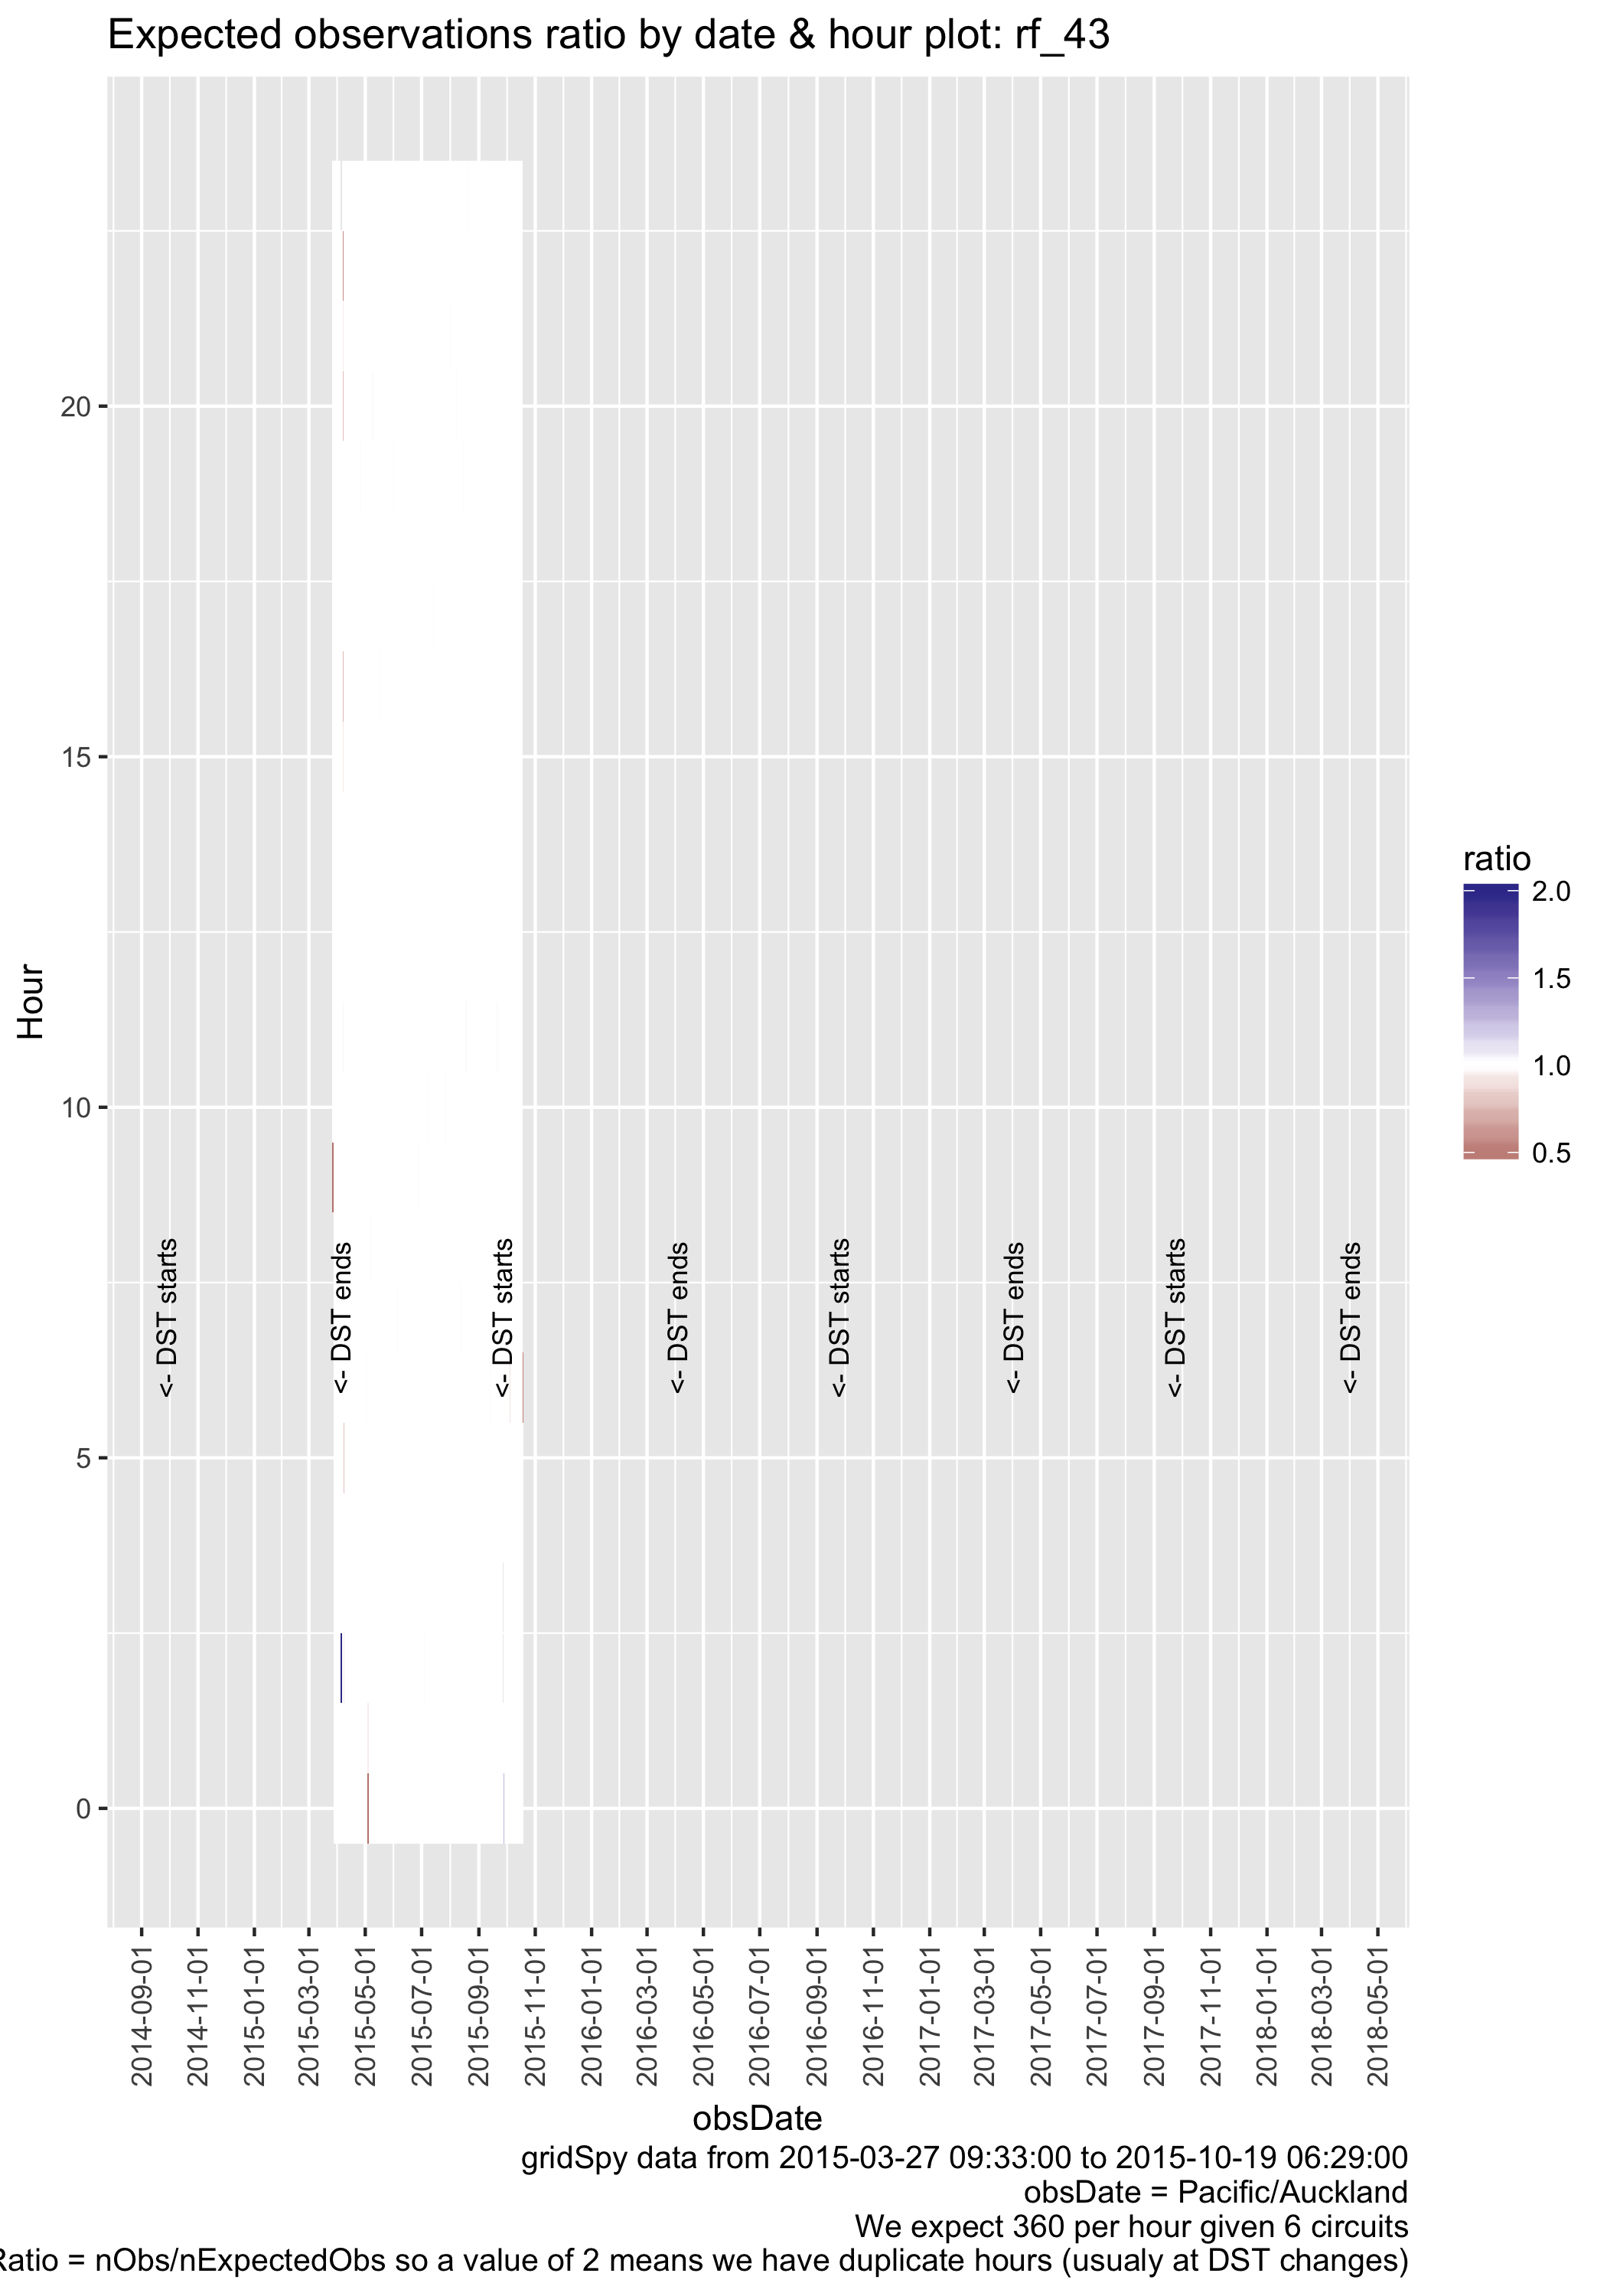 Expected observations ratio by date & hour plot: rf_43
20
15
10
5
0
Hour
<- DST starts
<- DST ends
<- DST starts
<- DST ends
<- DST starts
<- DST ends
<- DST starts
<- DST ends
ratio
2.0
1.5
1.0
0.5
2014-09-01
2014-11-01
2015-01-01
2015-03-01
2015-05-01
2015-07-01
2015-09-01
2015-11-01
2016-01-01
2016-03-01
2016-05-01
2016-07-01
2016-09-01
2016-11-01
2017-01-01
2017-03-01
2017-05-01
2017-07-01
2017-09-01
2017-11-01
2018-01-01
2018-03-01
2018-05-01
obsDate
gridSpy data from 2015-03-27 09:33:00 to 2015-10-19 06:29:00
obsDate = Pacific/Auckland
We expect 360 per hour given 6 circuits
Ratio = nObs/nExpectedObs so a value of 2 means we have duplicate hours (usualy at DST changes)